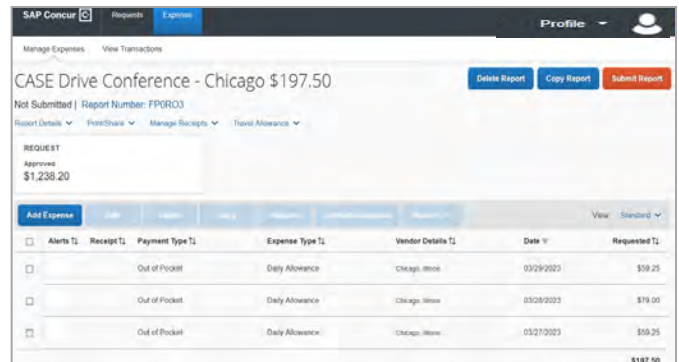 SAP Concur C Requests Expense Profile
Manage Expenses View Transactions
CASE Drive Conference - Chicago $197.50 Delete Report Copy Report Submit Report
Not Submitted | Report Number: FP0RO3
Report Details Print/Share Manage Receipts Travel Allowance
REQUEST
Approved
$1,238.20
Add Expense View: Standard
Alerts Receipt Payment Type Expense Type Vendor Details Date Requested
Out of Pocket Daily Allowance Chicago, Illinois 03/29/2023 $59.25
Out of Pocket Daily Allowance Chicago, Illinois 03/28/2023 $79.00
Out of Pocket Daily Allowance Chicago, Illinois 03/27/2023 $59.25
$197.50